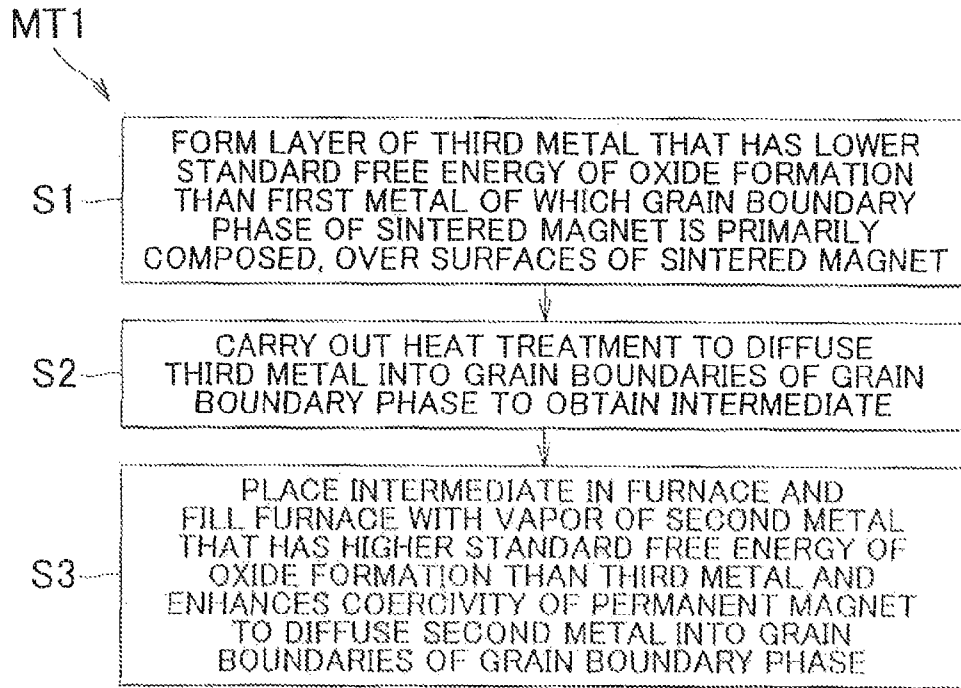 MT1
S1
FORM LAYER OF THIRD METAL THAT HAS LOWER
STANDARD FREE ENERGY OF OXIDE FORMATION
THAN FIRST METAL OF WHICH GRAIN BOUNDARY
PHASE OF SINTERED MAGNET IS PRIMARILY
COMPOSED, OVER SURFACES OF SINTERED MAGNET
S2
CARRY OUT HEAT TREATMENT TO DIFFUSE
THIRD METAL INTO GRAIN BOUNDARIES OF GRAIN
BOUNDARY PHASE TO OBTAIN INTERMEDIATE
S3
PLACE INTERMEDIATE IN FURNACE AND
FILL FURNACE WITH VAPOR OF SECOND METAL
THAT HAS HIGHER STANDARD FREE ENERGY OF
OXIDE FORMATION THAN THIRD METAL AND
ENHANCES COERCIVITY OF PERMANENT MAGNET
TO DIFFUSE SECOND METAL INTO GRAIN
BOUNDARIES OF GRAIN BOUNDARY PHASE